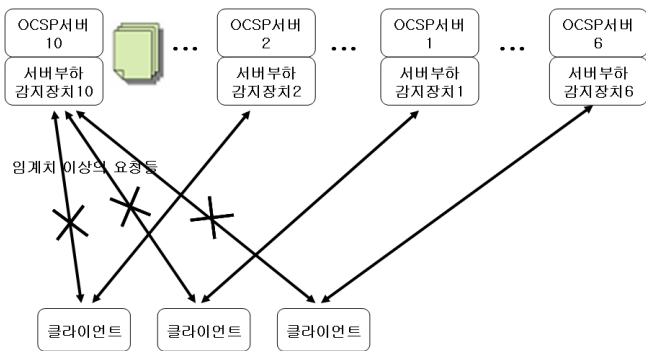 OCSP서버
10
...
OCSP서버
2
...
OCSP서버
1
...
OCSP서버
6
서버부하
감지장치10
서버부하
감지장치2
서버부하
감지장치1
서버부하
감지장치6
임계치 이상의 요청들
클라이언트
클라이언트
클라이언트